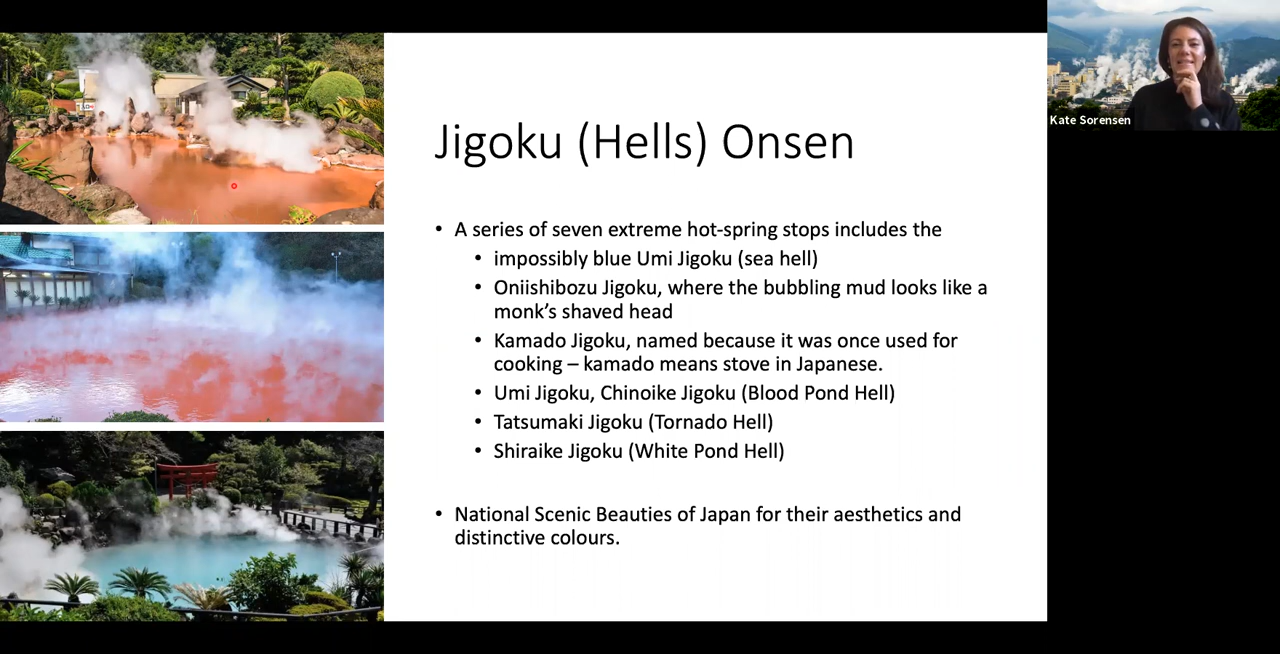 Jigoku (Hells) Onsen
• A series of seven extreme hot-spring stops includes the
• impossibly blue Umi Jigoku (sea hell)
• Oniishibozu Jigoku, where the bubbling mud looks like a
monk’s shaved head
• Kamado Jigoku, named because it was once used for
cooking – kamado means stove in Japanese.
• Umi Jigoku, Chinoike Jigoku (Blood Pond Hell)
• Tatsumaki Jigoku (Tornado Hell)
• Shiraike Jigoku (White Pond Hell)
• National Scenic Beauties of Japan for their aesthetics and
distinctive colours.
Kate Sorensen